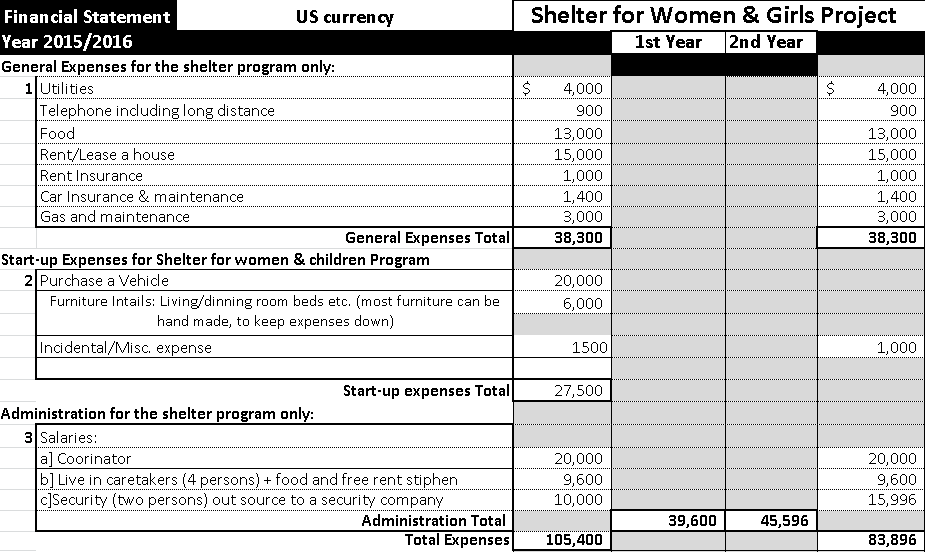 Financial Statement US currency Shelter for Women & Girls Project
Year 2015/2016 1st Year 2nd Year
General Expenses for the shelter program only:
1 Utilities $ 4,000 $ 4,000
Telephone including long distance 900 900
Food 13,000 13,000
Rent/Lease a house 15,000 15,000
Rent Insurance 1,000 1,000
Car Insurance & maintenance 1,400 1,400
Gas and maintenance 3,000 3,000
General Expenses Total 38,300 38,300
Start-up Expenses for Shelter for women & children Program
2 Purchase a Vehicle 20,000
Furniture Intails: Living/dinning room beds etc. (most furniture can be 6,000
hand made, to keep expenses down)
Incidental/Misc. expense 1500 1,000
Start-up expenses Total 27,500
Administration for the shelter program only:
3 Salaries:
a] Coorinator 20,000 20,000
b] Live in caretakers (4 persons) + food and free rent stiphen 9,600 9,600
c]Security (two persons) out source to a security company 10,000 15,996
Administration Total 39,600 45,596
Total Expenses 105,400 83,896